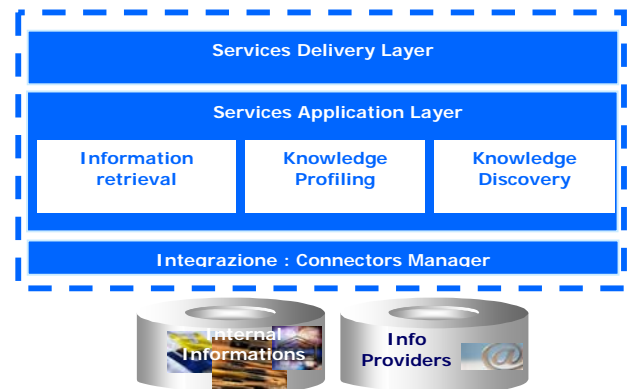 Services Delivery Layer
Services Application Layer
Information
retrieval
Knowledge
Profiling
Knowledge
Discovery
Integrazione : Connectors Manager
Internal
Informations
Info
Providers
@